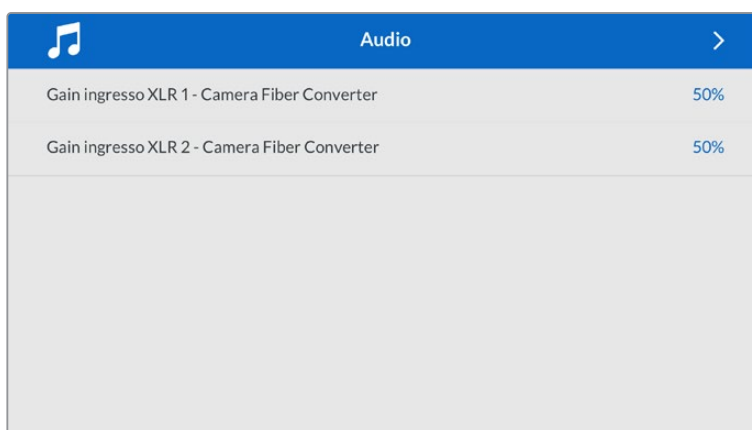 Audio
Gain ingresso XLR 1 - Camera Fiber Converter 50%
Gain ingresso XLR 2 - Camera Fiber Converter 50%